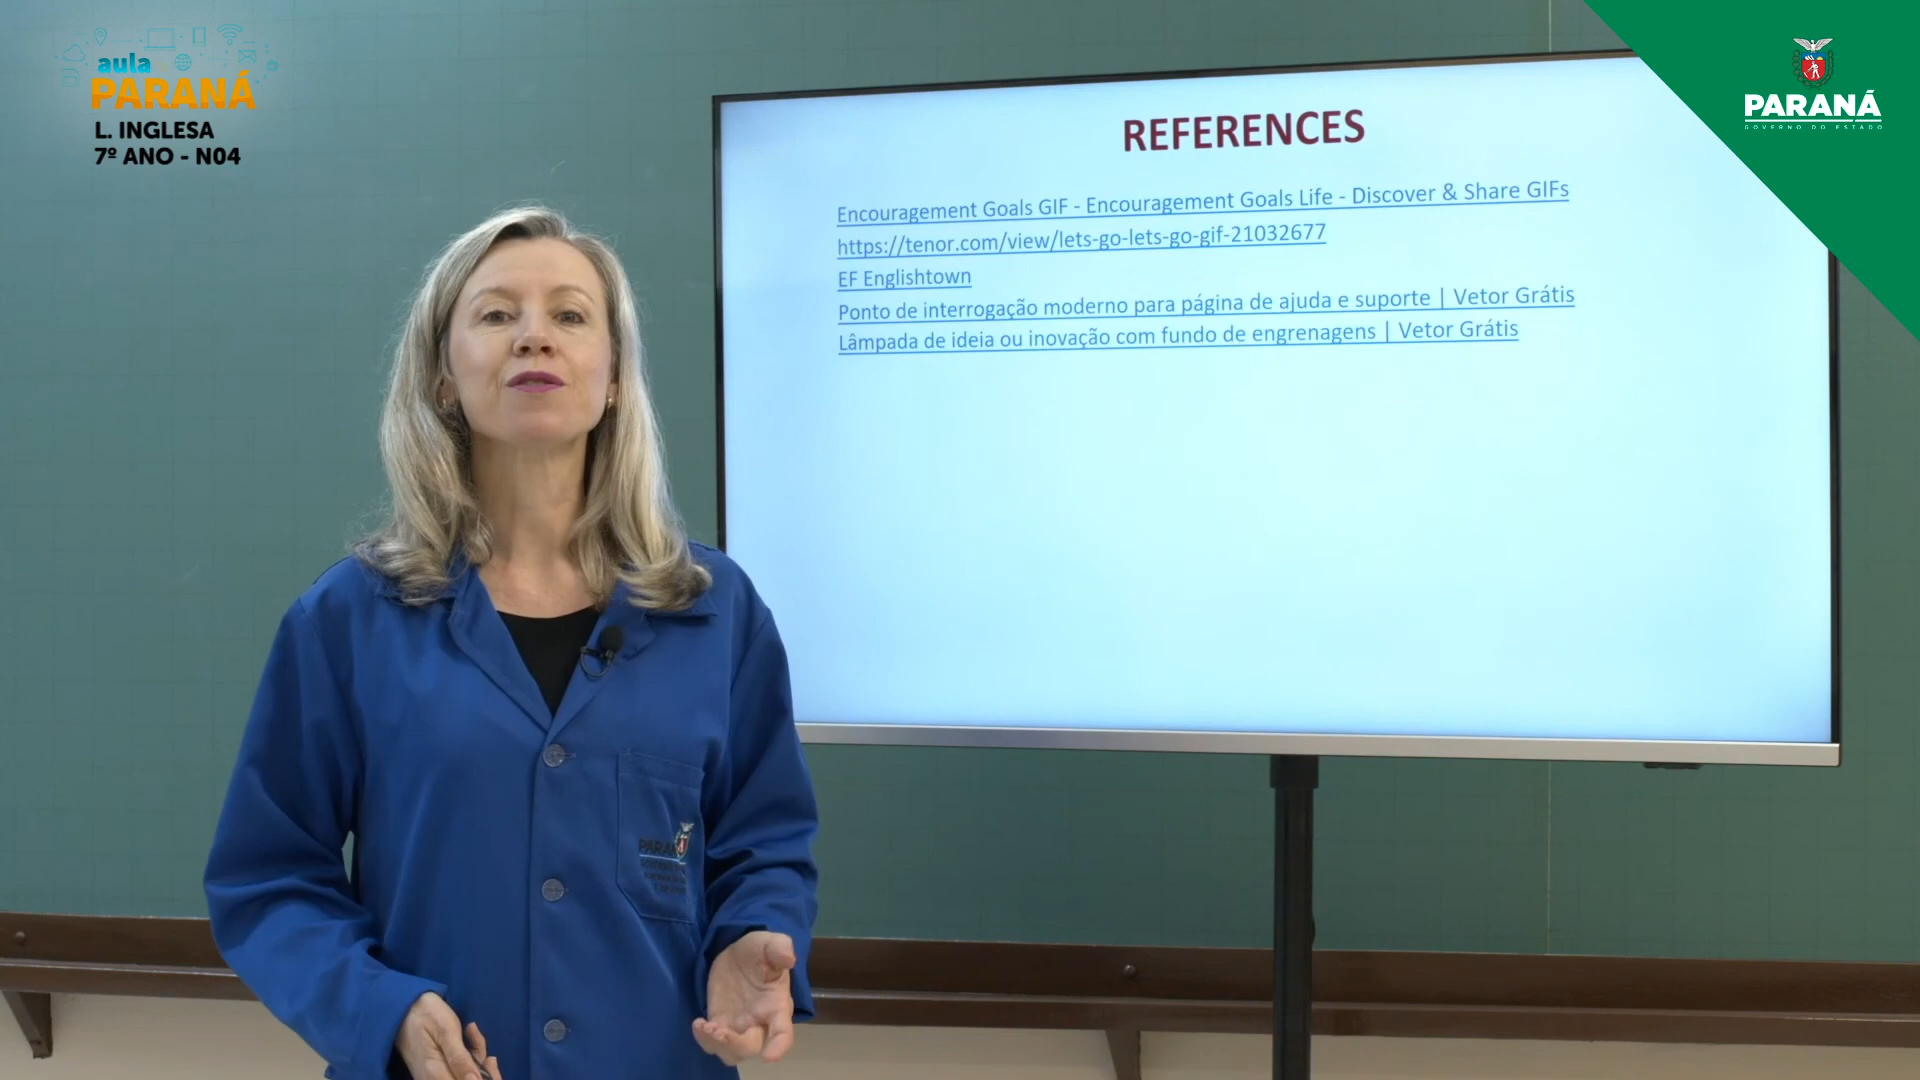 aula
PARANÁ
L. INGLESA
7º ANO - N04
REFERENCES
Encouragement Goals GIF - Encouragement Goals Life - Discover & Share GIFs
https://tenor.com/view/lets-go-lets-go-gif-21032677
EF Englishtown
Ponto de interrogação moderno para página de ajuda e suporte | Vetor Grátis
Lâmpada de ideia ou inovação com fundo de engrenagens | Vetor Grátis
PARANÁ
GOVERNO DO ESTADO
PARANÁ